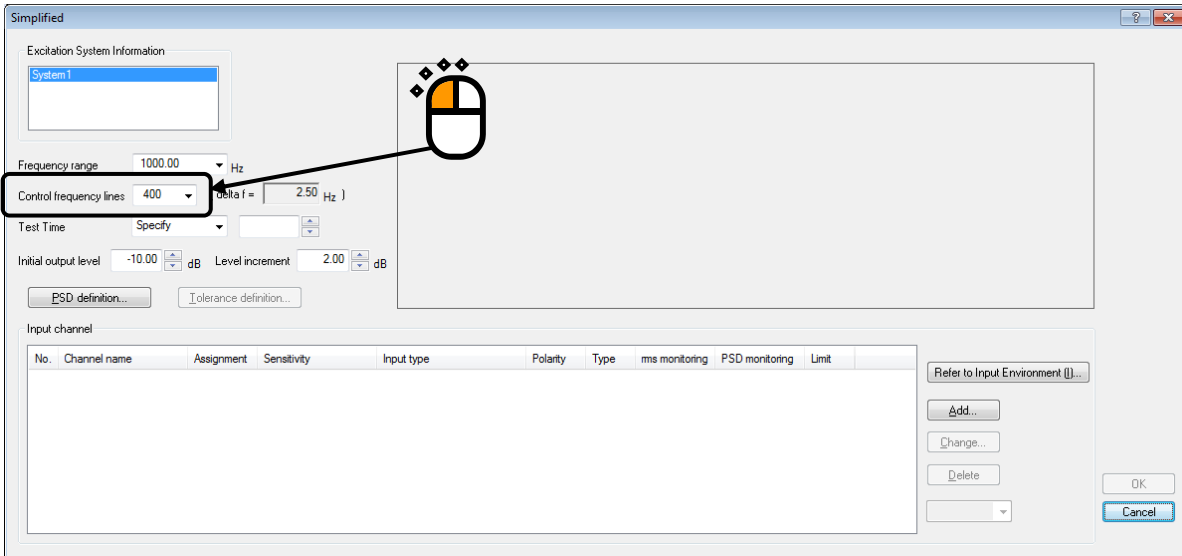 Simplified
Excitation System Information
System1
Frequency range 1000.00 Hz
Control frequency lines 400 delta f = 2.50 Hz )
Test Time Specify
Initial output level -10.00 dB Level increment 2.00 dB
PSD definition... Tolerance definition...
Input channel
No. Channel name Assignment Sensitivity Input type Polarity Type rms monitoring PSD monitoring Limit
Refer to Input Environment (I)...
Add...
Change...
Delete
OK
Cancel